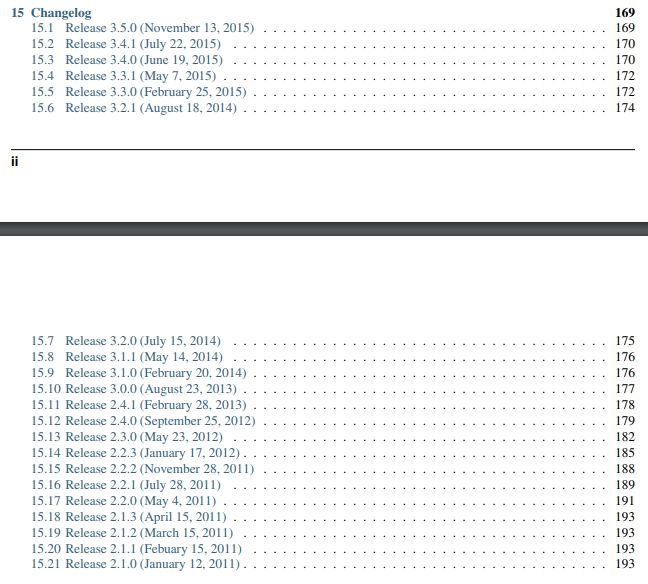 15 Changelog 169
15.1 Release 3.5.0 (November 13, 2015) . . . . . . . . . . . . . . . . . . . . . . . . . . . . . . . . . . . 169
15.2 Release 3.4.1 (July 22, 2015) . . . . . . . . . . . . . . . . . . . . . . . . . . . . . . . . . . . . . . 170
15.3 Release 3.4.0 (June 19, 2015) . . . . . . . . . . . . . . . . . . . . . . . . . . . . . . . . . . . . . . 170
15.4 Release 3.3.1 (May 7, 2015) . . . . . . . . . . . . . . . . . . . . . . . . . . . . . . . . . . . . . . . 172
15.5 Release 3.3.0 (February 25, 2015) . . . . . . . . . . . . . . . . . . . . . . . . . . . . . . . . . . . . 172
15.6 Release 3.2.1 (August 18, 2014) . . . . . . . . . . . . . . . . . . . . . . . . . . . . . . . . . . . . . 174
ii
15.7 Release 3.2.0 (July 15, 2014) . . . . . . . . . . . . . . . . . . . . . . . . . . . . . . . . . . . . . . 175
15.8 Release 3.1.1 (May 14, 2014) . . . . . . . . . . . . . . . . . . . . . . . . . . . . . . . . . . . . . . 176
15.9 Release 3.1.0 (February 20, 2014) . . . . . . . . . . . . . . . . . . . . . . . . . . . . . . . . . . . . 176
15.10 Release 3.0.0 (August 23, 2013) . . . . . . . . . . . . . . . . . . . . . . . . . . . . . . . . . . . . . 177
15.11 Release 2.4.1 (February 28, 2013) . . . . . . . . . . . . . . . . . . . . . . . . . . . . . . . . . . . . 178
15.12 Release 2.4.0 (September 25, 2012) . . . . . . . . . . . . . . . . . . . . . . . . . . . . . . . . . . . 179
15.13 Release 2.3.0 (May 23, 2012) . . . . . . . . . . . . . . . . . . . . . . . . . . . . . . . . . . . . . . 182
15.14 Release 2.2.3 (January 17, 2012) . . . . . . . . . . . . . . . . . . . . . . . . . . . . . . . . . . . . . 185
15.15 Release 2.2.2 (November 28, 2011) . . . . . . . . . . . . . . . . . . . . . . . . . . . . . . . . . . . 188
15.16 Release 2.2.1 (July 28, 2011) . . . . . . . . . . . . . . . . . . . . . . . . . . . . . . . . . . . . . . 189
15.17 Release 2.2.0 (May 4, 2011) . . . . . . . . . . . . . . . . . . . . . . . . . . . . . . . . . . . . . . . 191
15.18 Release 2.1.3 (April 15, 2011) . . . . . . . . . . . . . . . . . . . . . . . . . . . . . . . . . . . . . . 193
15.19 Release 2.1.2 (March 15, 2011) . . . . . . . . . . . . . . . . . . . . . . . . . . . . . . . . . . . . . 193
15.20 Release 2.1.1 (Febuary 15, 2011) . . . . . . . . . . . . . . . . . . . . . . . . . . . . . . . . . . . . 193
15.21 Release 2.1.0 (January 12, 2011) . . . . . . . . . . . . . . . . . . . . . . . . . . . . . . . . . . . . . 193